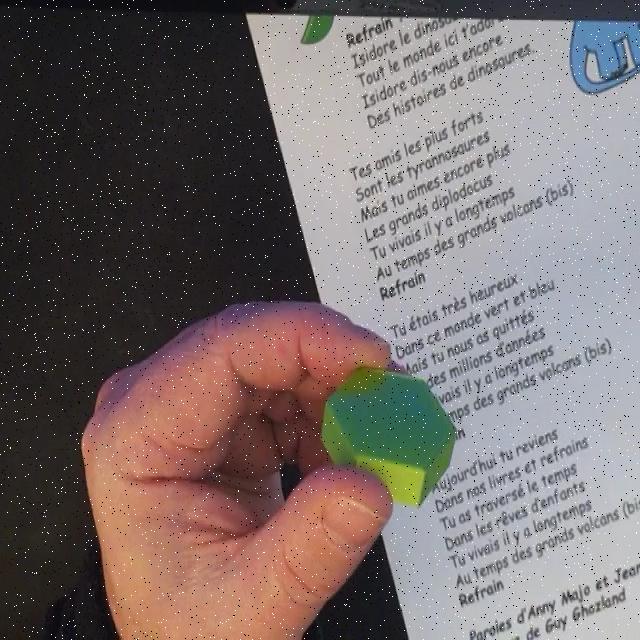 Refrain
Isidore le dinosaure
Tout le monde ici t'adore
Isidore dis-nous encore
Des histoires de dinosaures.
Tes amis les plus forts
Sont les tyrannosaures
Mais tu aimes encore plus
Les grands diplodocus
Tu vivais il y a longtemps
Au temps des grands volcans (bis)
Refrain
Tu étais très heureux
Dans ce monde vert et bleu
Mais tu nous as quittés
des millions d'années
vais il y a longtemps
mps des grands volcans (bis)
in
Aujourd'hui tu reviens
Dans nos livres et refrains
Tu as traversé le temps
Dans les rêves d'enfants
Tu vivais il y a longtemps
Au temps des grands volcans (bis
Refrain
Paroles d'Anny Majo et Jean
de Guy Ghozland